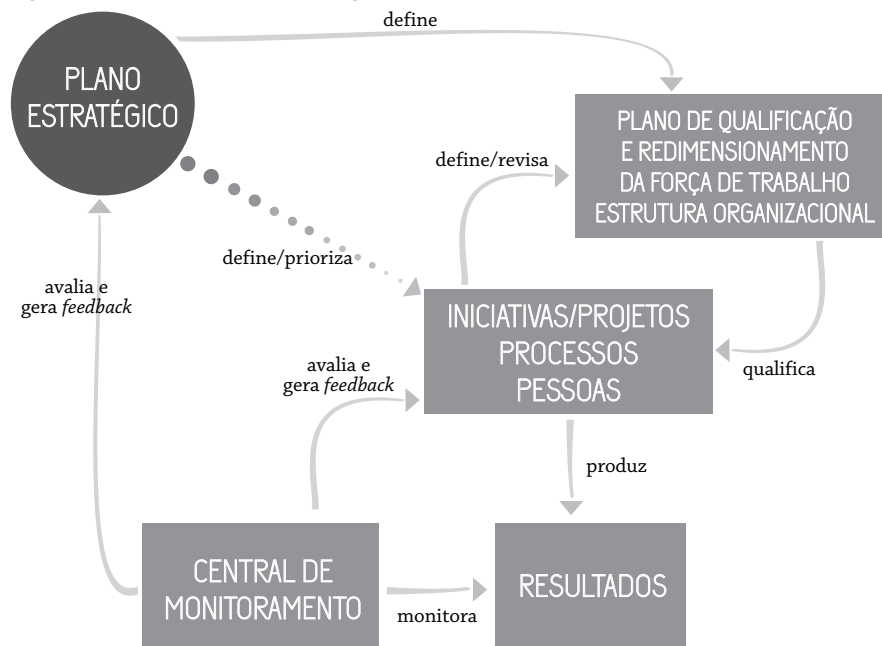 define
PLANO
ESTRATÉGICO
PLANO DE QUALIFICAÇÃO
E REDIMENSIONAMENTO
DA FORÇA DE TRABALHO
ESTRUTURA ORGANIZACIONAL
define/revisa
define/prioriza
avalia e
gera feedback
INICIATIVAS/PROJETOS
PROCESSOS
PESSOAS
avalia e
gera feedback
qualifica
produz
CENTRAL DE
MONITORAMENTO
monitora
RESULTADOS